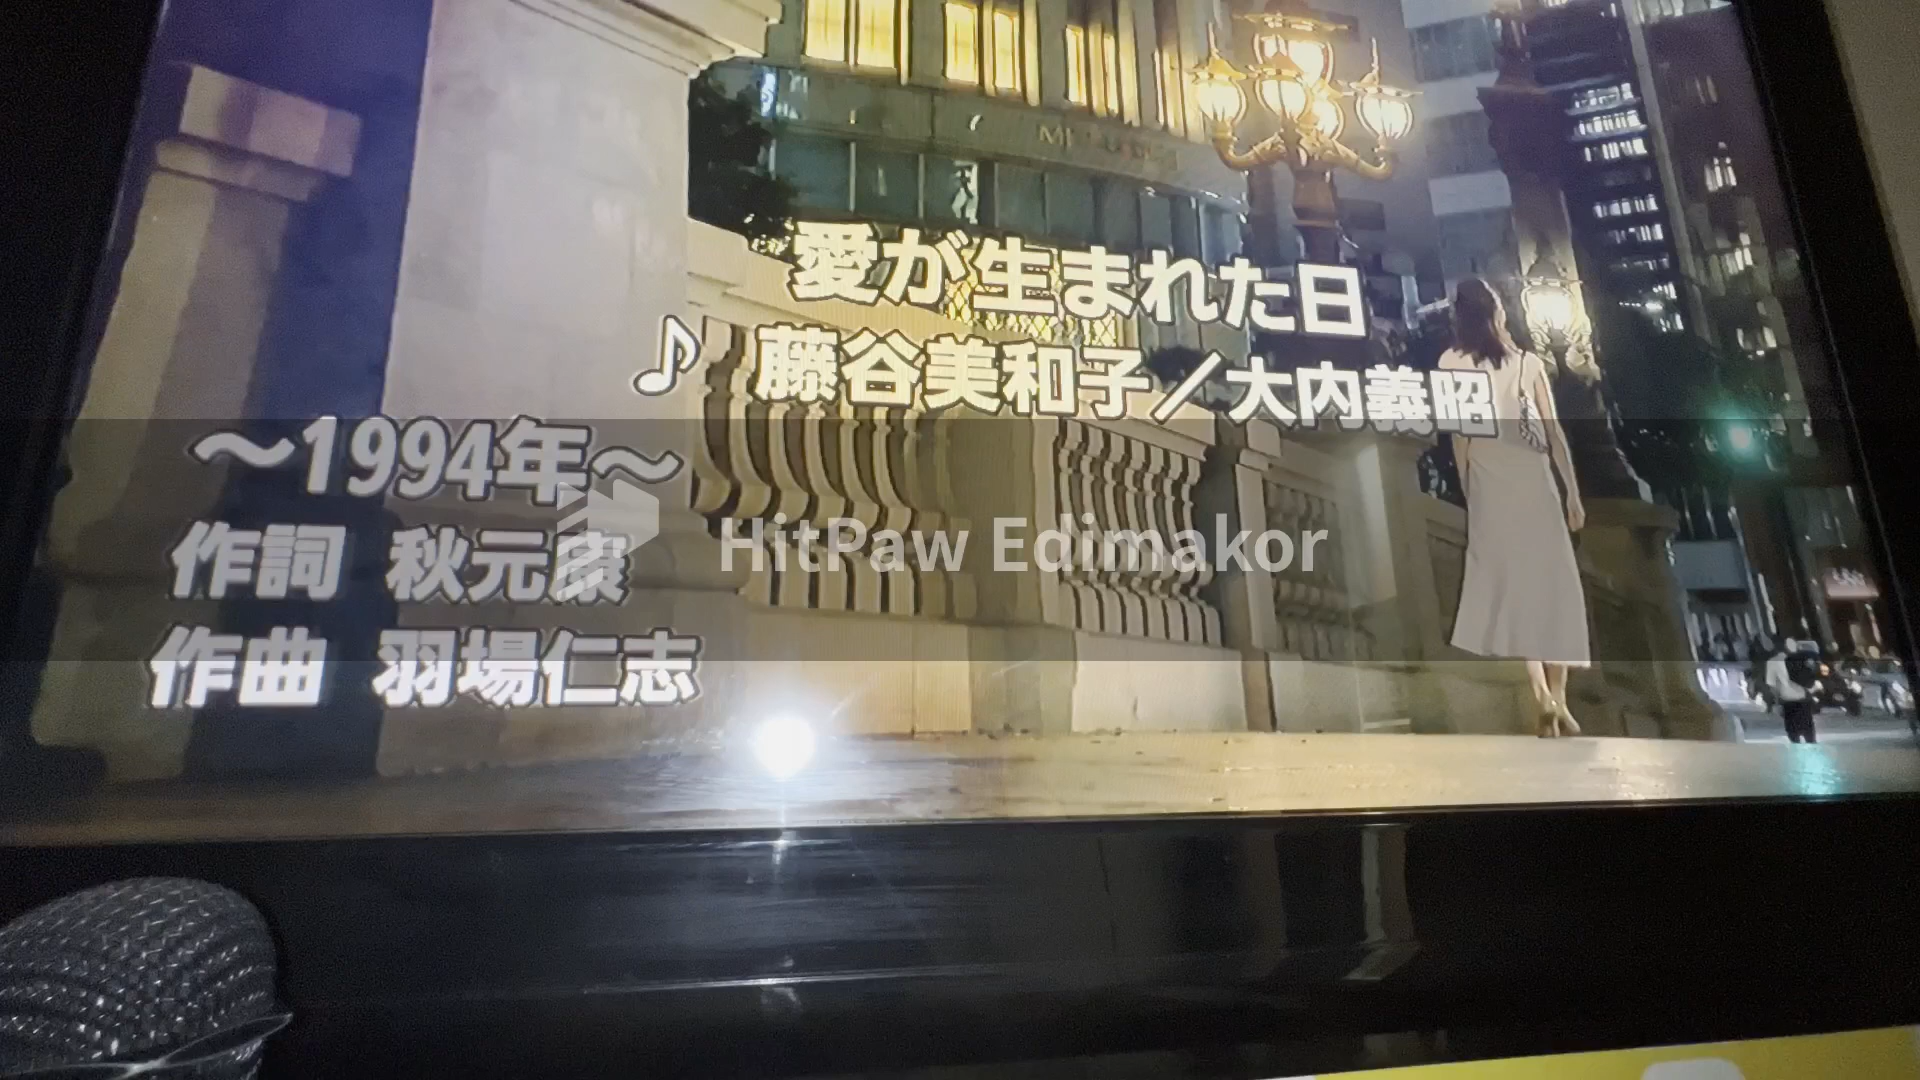 愛が生まれた日
♪ 藤谷美和子／大内義昭
～1994年～
作詞 秋元康
作曲 羽場仁志
HitPaw Edimakor